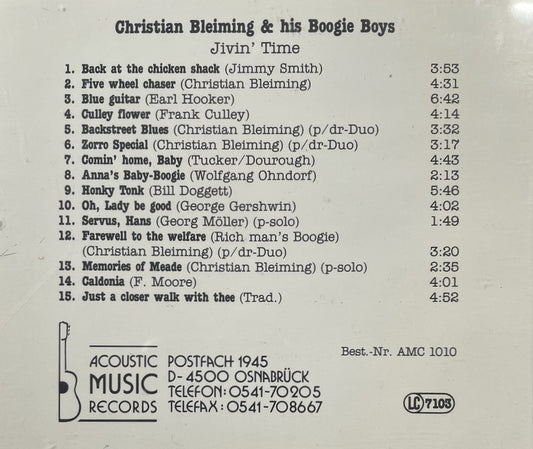 Christian Bleiming & his Boogie Boys
Jivin' Time
1. Back at the chicken shack (Jimmy Smith) 3:53
2. Five wheel chaser (Christian Bleiming) 4:31
3. Blue guitar (Earl Hooker) 6:42
4. Culley flower (Frank Culley) 4:14
5. Backstreet Blues (Christian Bleiming) (p/dr-Duo) 3:32
6. Zorro Special (Christian Bleiming) (p/dr-Duo) 3:17
7. Comin' home, Baby (Tucker/Dourough) 4:43
8. Anna's Baby-Boogie (Wolfgang Ohndorf) 2:13
9. Honky Tonk (Bill Doggett) 5:46
10. Oh, Lady be good (George Gershwin) 4:02
11. Servus, Hans (Georg Möller) (p-solo) 1:49
12. Farewell to the welfare (Rich man's Boogie)
(Christian Bleiming) (p/dr-Duo) 3:20
13. Memories of Meade (Christian Bleiming) (p-solo) 2:35
14. Caldonia (F. Moore) 4:01
15. Just a closer walk with thee (Trad.) 4:52
Best.-Nr. AMC 1010
ACOUSTIC
MUSIC
RECORDS
POSTFACH 1945
D-4500 OSNABRÜCK
TELEFON: 0541-70205
TELEFAX: 0541-708667
LC 7103